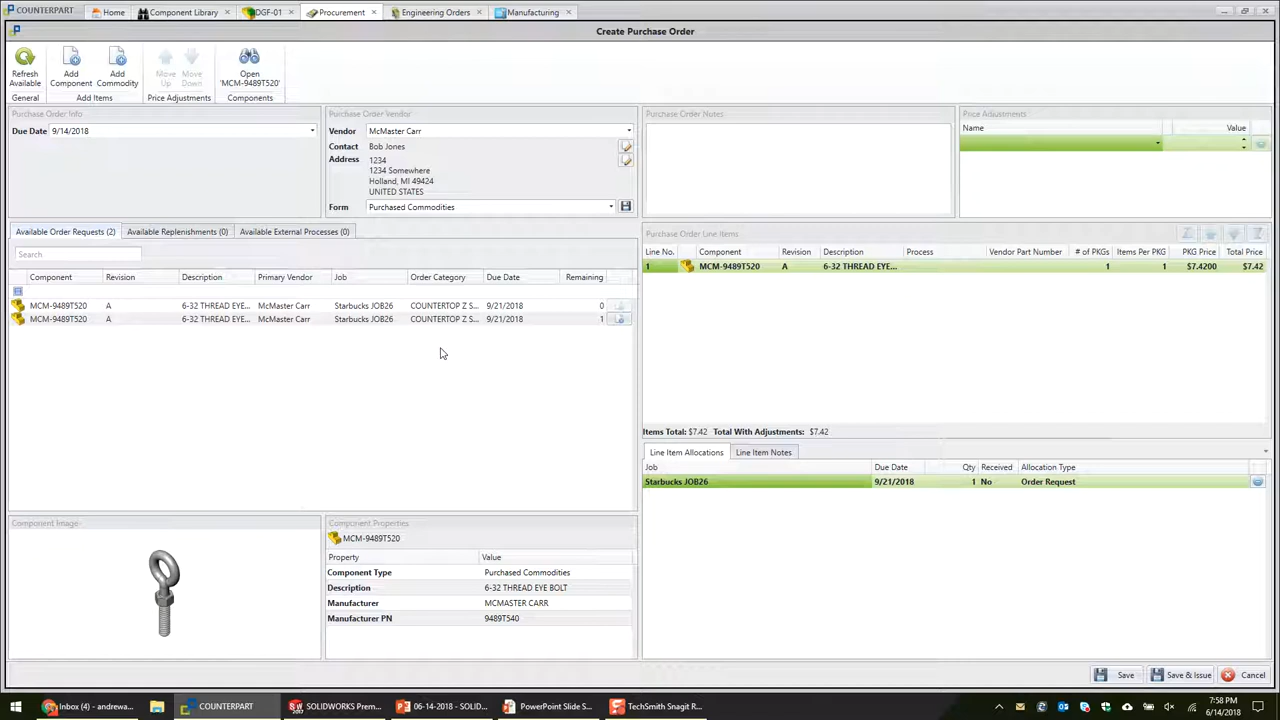 COUNTERPART Home Component Library DGF-01 Procurement Engineering Orders Manufacturing
Create Purchase Order
Refresh Available
Add Component
Add Commodity
Move Up
Move Down
Open 'MCM-9489T520'
General Add Items Price Adjustments Components
Purchase Order Info
Due Date 9/14/2018
Purchase Order Vendor
Vendor McMaster Carr
Contact Bob Jones
Address 1234
1234 Somewhere
Holland, MI 49424
UNITED STATES
Form Purchased Commodities
Purchase Order Notes
Price Adjustments
Name Value
Available Order Requests (2) Available Replenishments (0) Available External Processes (0)
Search
Component Revision Description Primary Vendor Job Order Category Due Date Remaining
MCM-9489T520 A 6-32 THREAD EYE... McMaster Carr Starbucks JOB26 COUNTERTOP Z S... 9/21/2018 0
MCM-9489T520 A 6-32 THREAD EYE... McMaster Carr Starbucks JOB26 COUNTERTOP Z S... 9/21/2018 1
Purchase Order Line Items
Line No. Component Revision Description Process Vendor Part Number # of PKGs Items Per PKG PKG Price Total Price
1 MCM-9489T520 A 6-32 THREAD EYE... 1 1 $7.4200 $7.42
Items Total: $7.42 Total With Adjustments: $7.42
Line Item Allocations Line Item Notes
Job Due Date Qty Received Allocation Type
Starbucks JOB26 9/21/2018 1 No Order Request
Component Image
Component Properties
MCM-9489T520
Property Value
Component Type Purchased Commodities
Description 6-32 THREAD EYE BOLT
Manufacturer MCMASTER CARR
Manufacturer PN 9489T540
Save Save & Issue Cancel
Inbox (4) - andrewa... COUNTERPART SOLIDWORKS Prem... 06-14-2018 - SOLID... PowerPoint Slide S... TechSmith Snagit R...
7:58 PM
6/14/2018